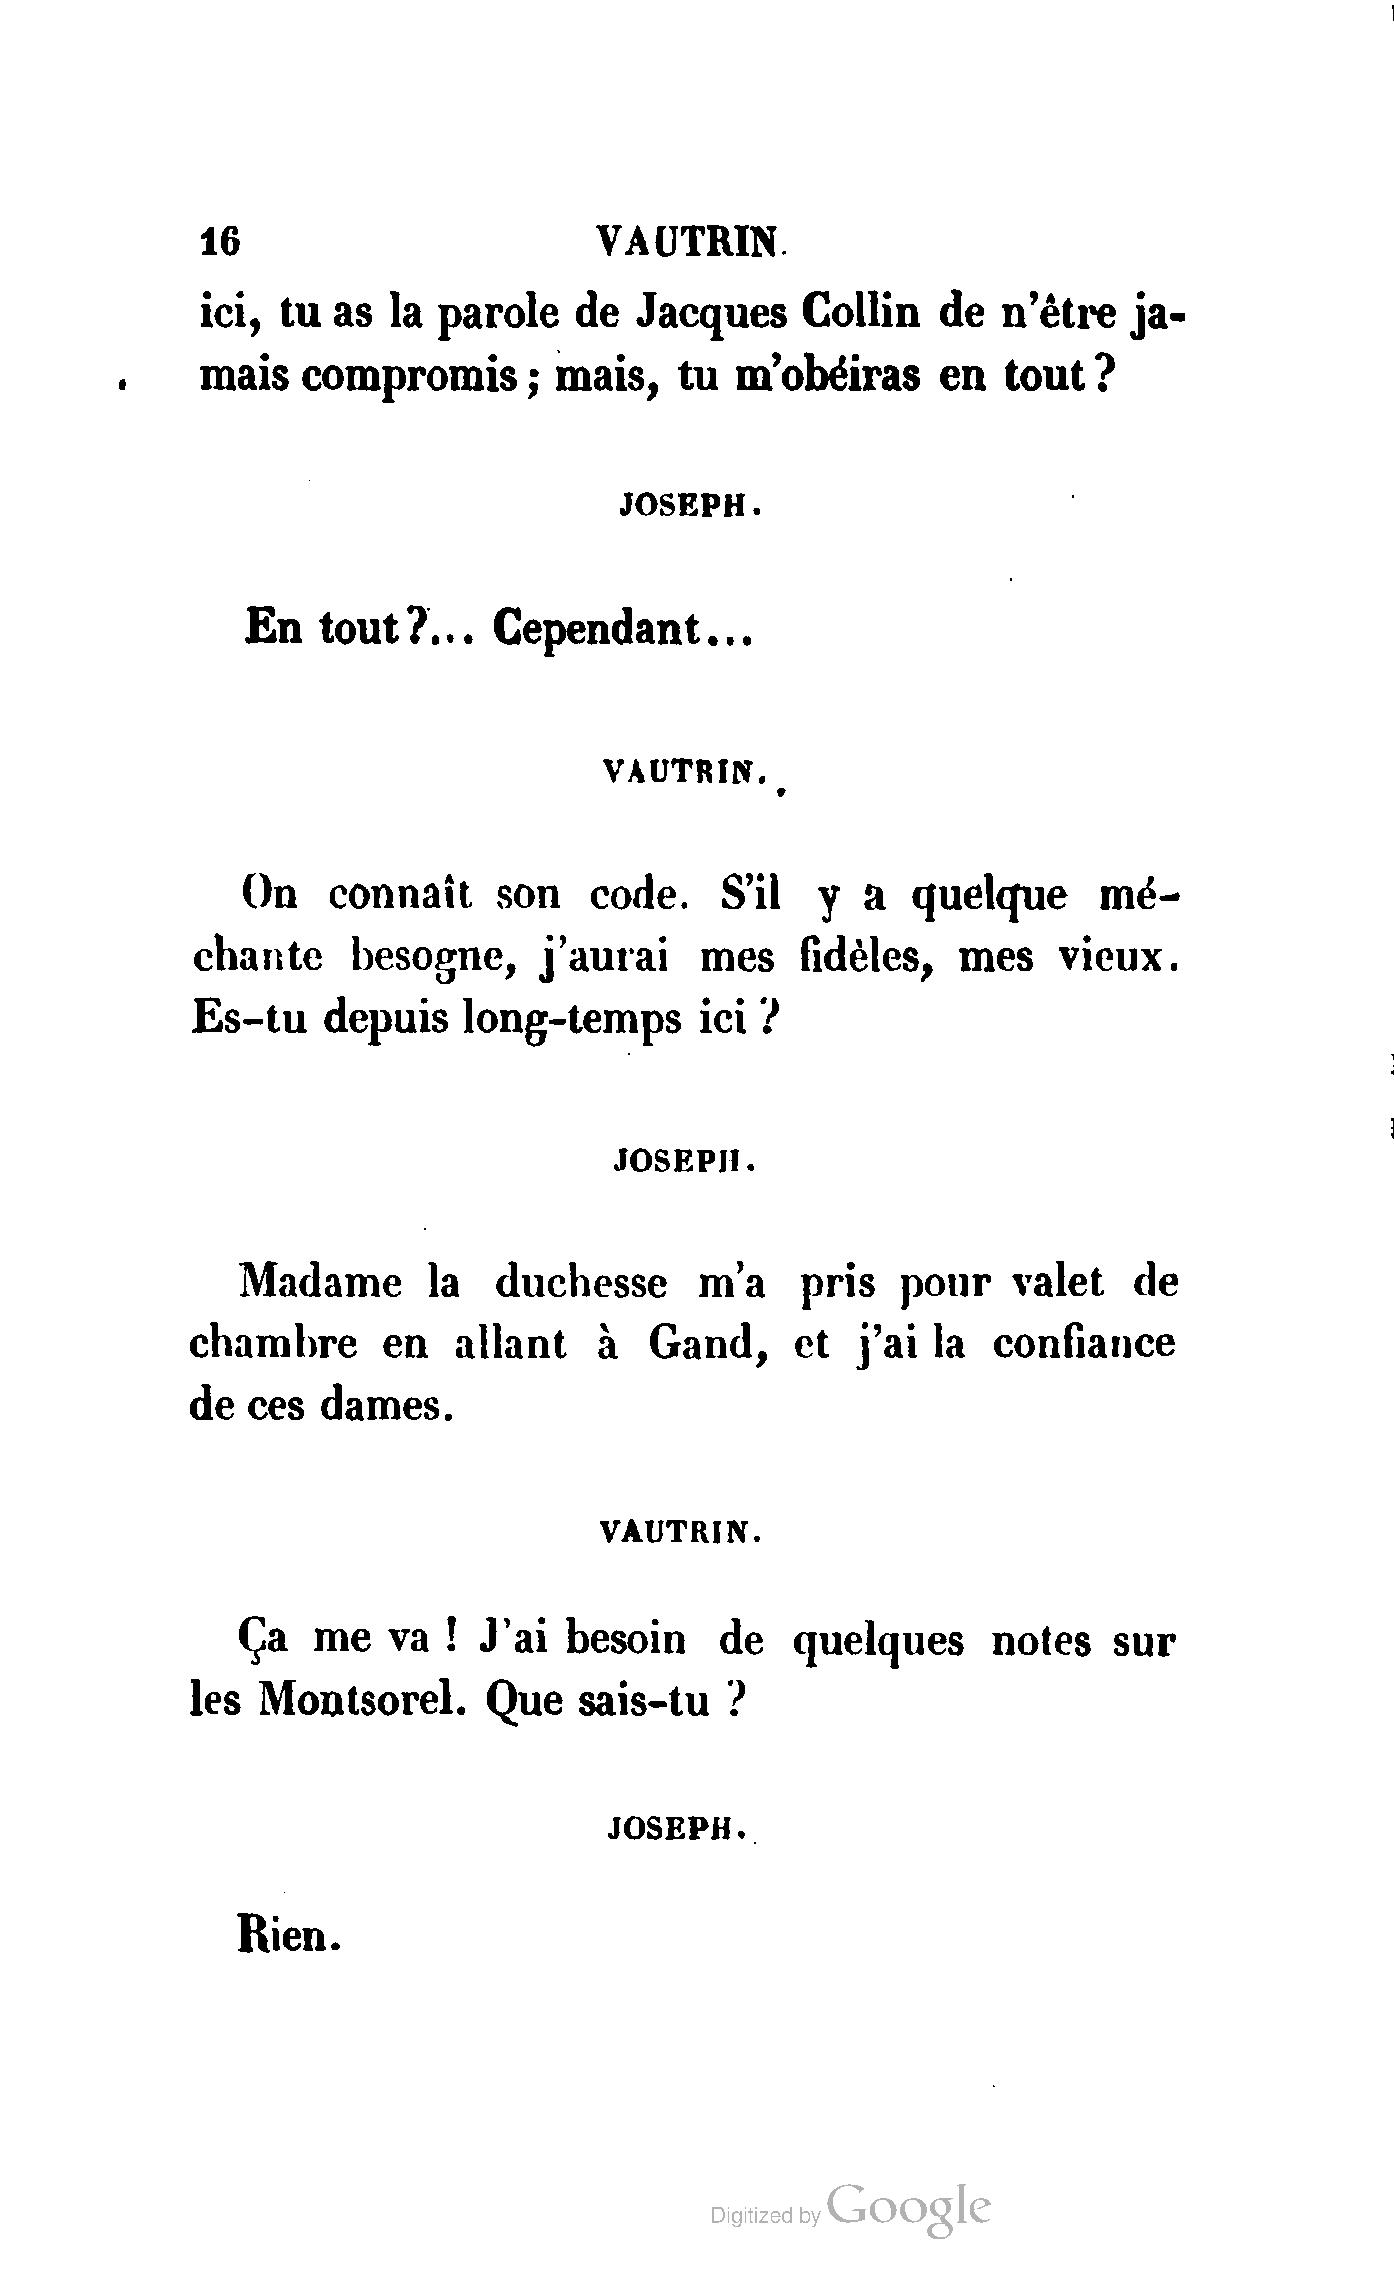 16 VAUTRIN.
ici, tu as la parole de Jacques Collin de n'être ja-
mais compromis ; mais, tu m'obéiras en tout ?
JOSEPH.
En tout ?... Cependant...
VAUTRIN.
On connaît son code. S'il y a quelque mé-
chante besogne, j'aurai mes fidèles, mes vieux.
Es-tu depuis long-temps ici ?
JOSEPH.
Madame la duchesse m'a pris pour valet de
chambre en allant à Gand, et j'ai la confiance
de ces dames.
VAUTRIN.
Ça me va ! J'ai besoin de quelques notes sur
les Montsorel. Que sais-tu ?
JOSEPH.
Rien.
Digitized by Google